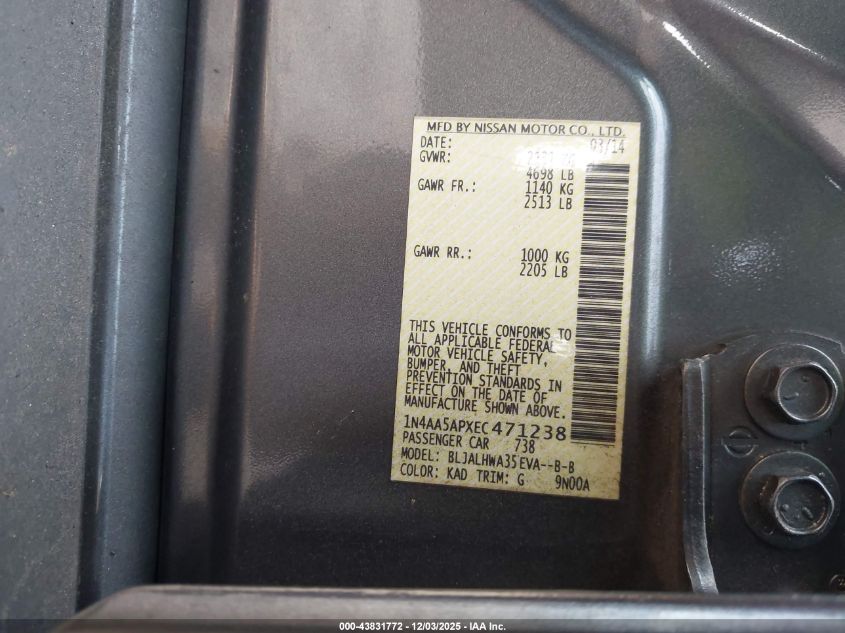 MFD BY NISSAN MOTOR CO., LTD.
DATE: 03/14
GVWR: KG
4698 LB
GAWR FR.: 1140 KG
2513 LB
GAWR RR.: 1000 KG
2205 LB
THIS VEHICLE CONFORMS TO
ALL APPLICABLE FEDERAL
MOTOR VEHICLE SAFETY,
BUMPER, AND THEFT
PREVENTION STANDARDS IN
EFFECT ON THE DATE OF
MANUFACTURE SHOWN ABOVE.
1N4AA5APXEC471238
PASSENGER CAR 738
MODEL: BLJALHWA35EVA--B-B
COLOR: KAD TRIM: G 9N00A
000-43831772 - 12/03/2025 - IAA Inc.